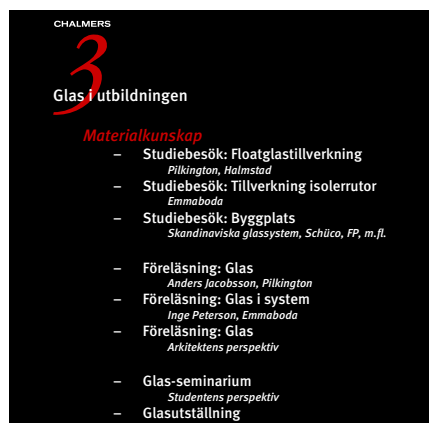 CHALMERS
3
Glas i utbildningen
Materialkunskap
– Studiebesök: Floatglastillverkning
Pilkington, Halmstad
– Studiebesök: Tillverkning isolerrutor
Emmaboda
– Studiebesök: Byggplats
Skandinaviska glassystem, Schüco, FP, m.fl.
– Föreläsning: Glas
Anders Jacobsson, Pilkington
– Föreläsning: Glas i system
Inge Peterson, Emmaboda
– Föreläsning: Glas
Arkitektens perspektiv
– Glas-seminarium
Studentens perspektiv
– Glasutställning